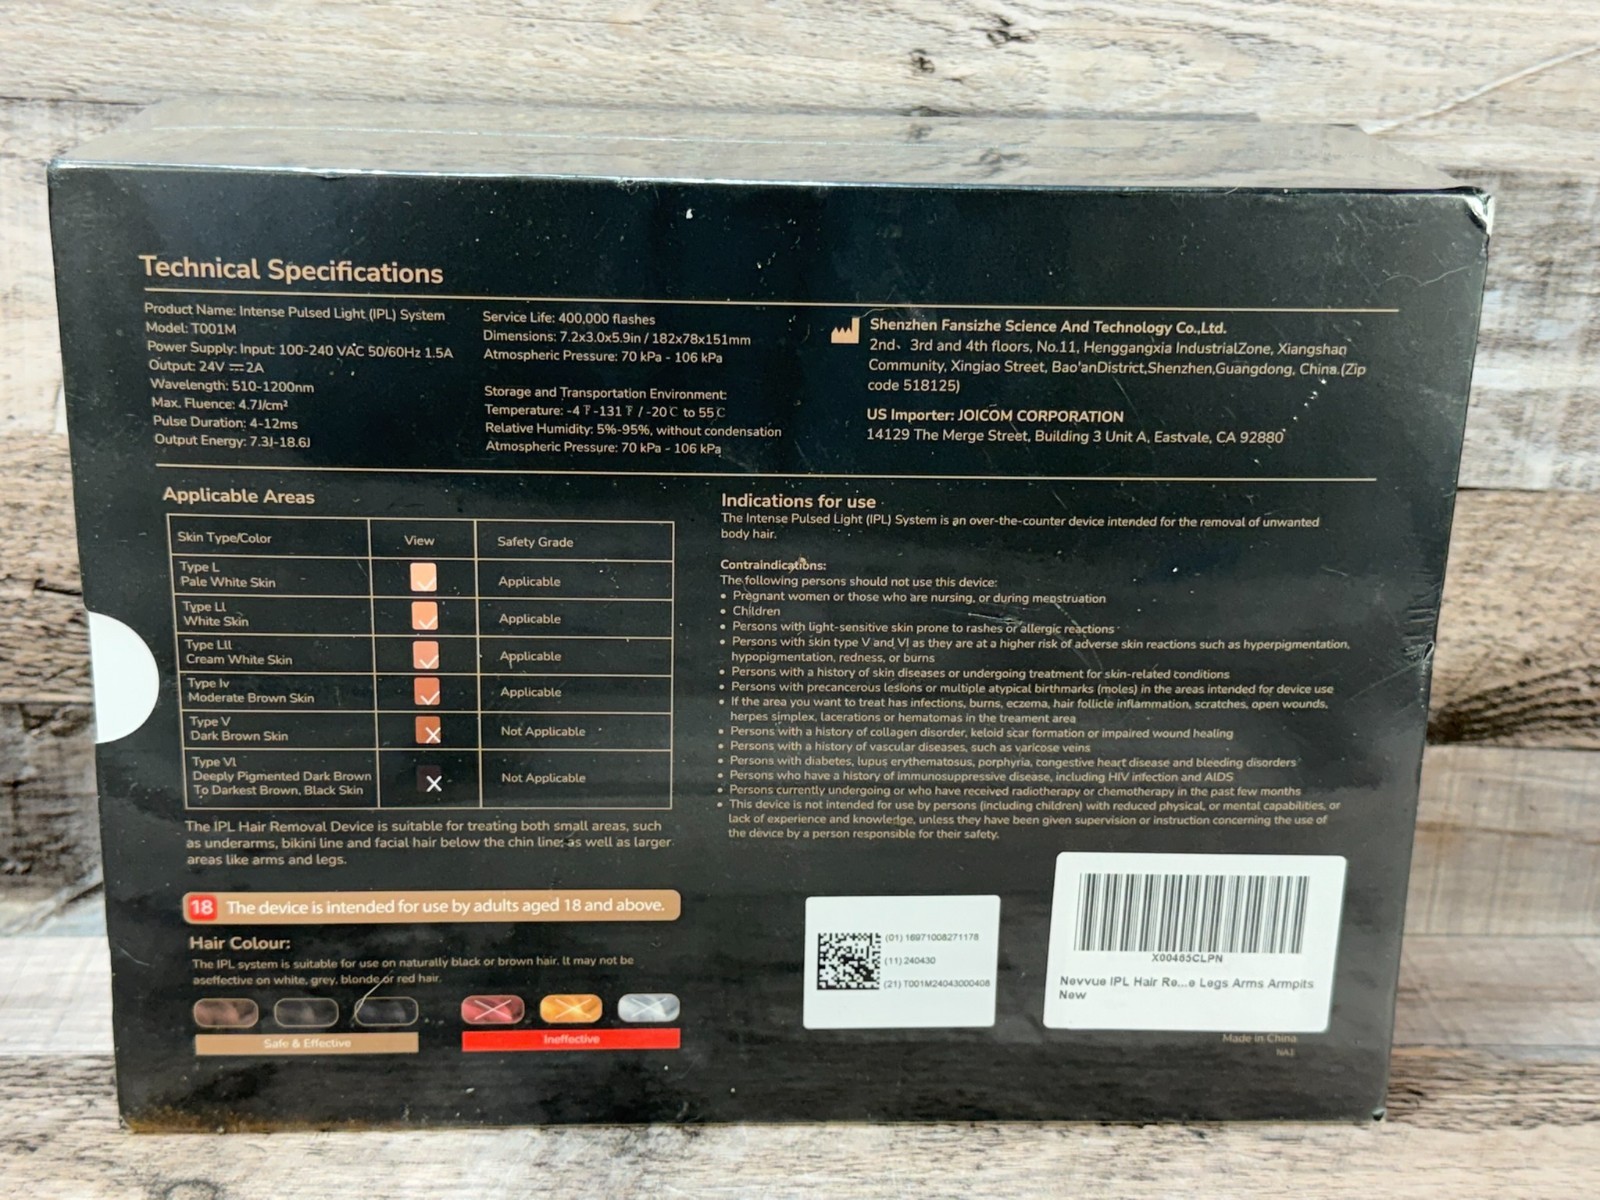 Technical Specifications
Product Name: Intense Pulsed Light (IPL) System
Model: T001M
Power Supply: Input: 100-240 VAC 50/60Hz 1.5A
Output: 24V ⎓ 2A
Wavelength: 510-1200nm
Max. Fluence: 4.7J/cm²
Pulse Duration: 4-12ms
Output Energy: 7.3J-18.6J
Service Life: 400,000 flashes
Dimensions: 7.2x3.0x5.9in / 182x78x151mm
Atmospheric Pressure: 70 kPa - 106 kPa
Storage and Transportation Environment:
Temperature: -4℉-131℉ / -20℃ to 55℃
Relative Humidity: 5%-95%, without condensation
Atmospheric Pressure: 70 kPa - 106 kPa
Shenzhen Fansizhe Science And Technology Co.,Ltd.
2nd、3rd and 4th floors, No.11, Henggangxia IndustrialZone, Xiangshan
Community, Xingiao Street, Bao'anDistrict,Shenzhen,Guangdong, China.(Zip
code 518125)
US Importer: JOICOM CORPORATION
14129 The Merge Street, Building 3 Unit A, Eastvale, CA 92880
Applicable Areas
Skin Type/Color View Safety Grade
Type L
Pale White Skin Applicable
Type Ll
White Skin Applicable
Type Lll
Cream White Skin Applicable
Type lv
Moderate Brown Skin Applicable
Type V
Dark Brown Skin Not Applicable
Type Vl
Deeply Pigmented Dark Brown
To Darkest Brown, Black Skin Not Applicable
The IPL Hair Removal Device is suitable for treating both small areas, such
as underarms, bikini line and facial hair below the chin line; as well as larger
areas like arms and legs.
18 The device is intended for use by adults aged 18 and above.
Hair Colour:
The IPL system is suitable for use on naturally black or brown hair. lt may not be
aseffective on white, grey, blonde or red hair.
Safe & Effective
Ineffective
Indications for use
The Intense Pulsed Light (IPL) System is an over-the-counter device intended for the removal of unwanted
body hair.
Contraindications:
The following persons should not use this device:
• Pregnant women or those who are nursing, or during menstruation
• Children
• Persons with light-sensitive skin prone to rashes or allergic reactions
• Persons with skin type V and VI as they are at a higher risk of adverse skin reactions such as hyperpigmentation,
hypopigmentation, redness, or burns
• Persons with a history of skin diseases or undergoing treatment for skin-related conditions
• Persons with precancerous lesions or multiple atypical birthmarks (moles) in the areas intended for device use
• If the area you want to treat has infections, burns, eczema, hair follicle inflammation, scratches, open wounds,
herpes simplex, lacerations or hematomas in the treament area
• Persons with a history of collagen disorder, keloid scar formation or impaired wound healing
• Persons with a history of vascular diseases, such as varicose veins
• Persons with diabetes, lupus erythematosus, porphyria, congestive heart disease and bleeding disorders
• Persons who have a history of immunosuppressive disease, including HIV infection and AIDS
• Persons currently undergoing or who have received radiotherapy or chemotherapy in the past few months
• This device is not intended for use by persons (including children) with reduced physical, or mental capabilities, or
lack of experience and knowledge, unless they have been given supervision or instruction concerning the use of
the device by a person responsible for their safety.
(01) 16971008271178
(11) 240430
(21) T001M24043000408
X00465CLPN
Nevvue IPL Hair Re...e Legs Arms Armpits
New
Made in China
NA1